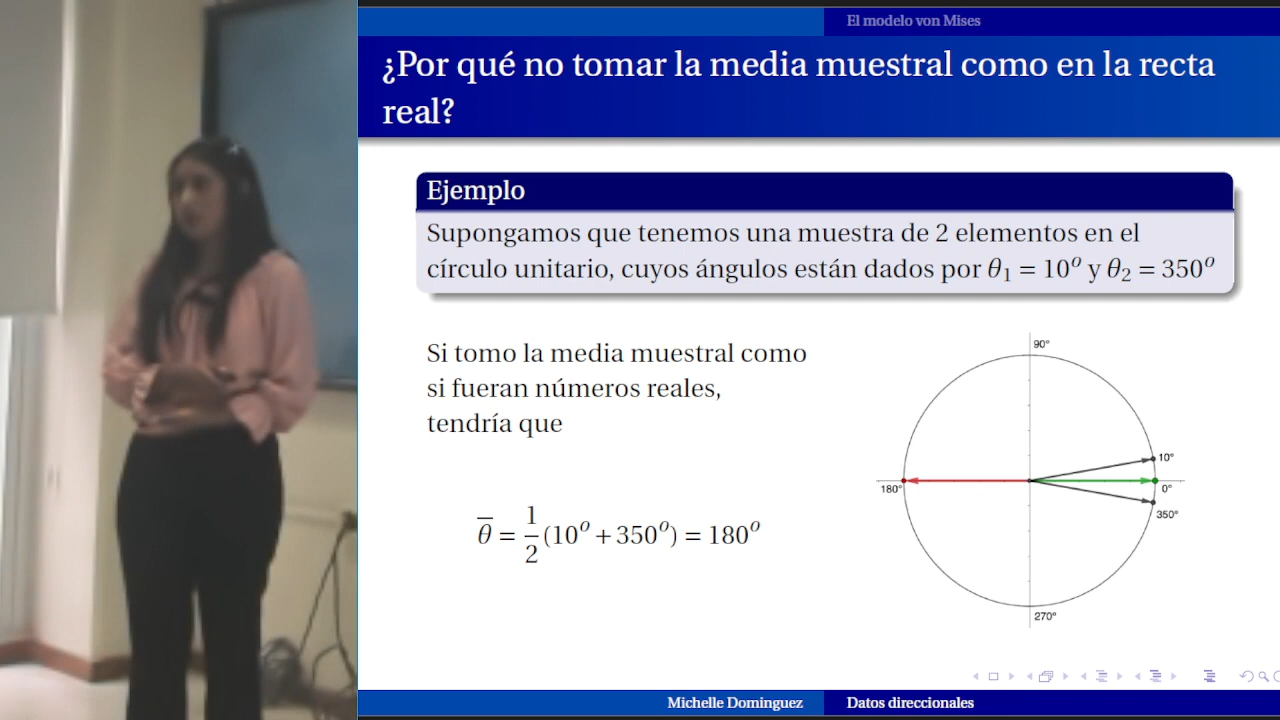 El modelo von Mises
¿Por qué no tomar la media muestral como en la recta
real?
Ejemplo
Supongamos que tenemos una muestra de 2 elementos en el
círculo unitario, cuyos ángulos están dados por θ₁ = 10º y θ₂ = 350º
Si tomo la media muestral como
si fueran números reales,
tendría que
θ̅ = 1/2 (10º + 350º) = 180º
90°
10°
180°
0°
350°
270°
Michelle Dominguez
Datos direccionales